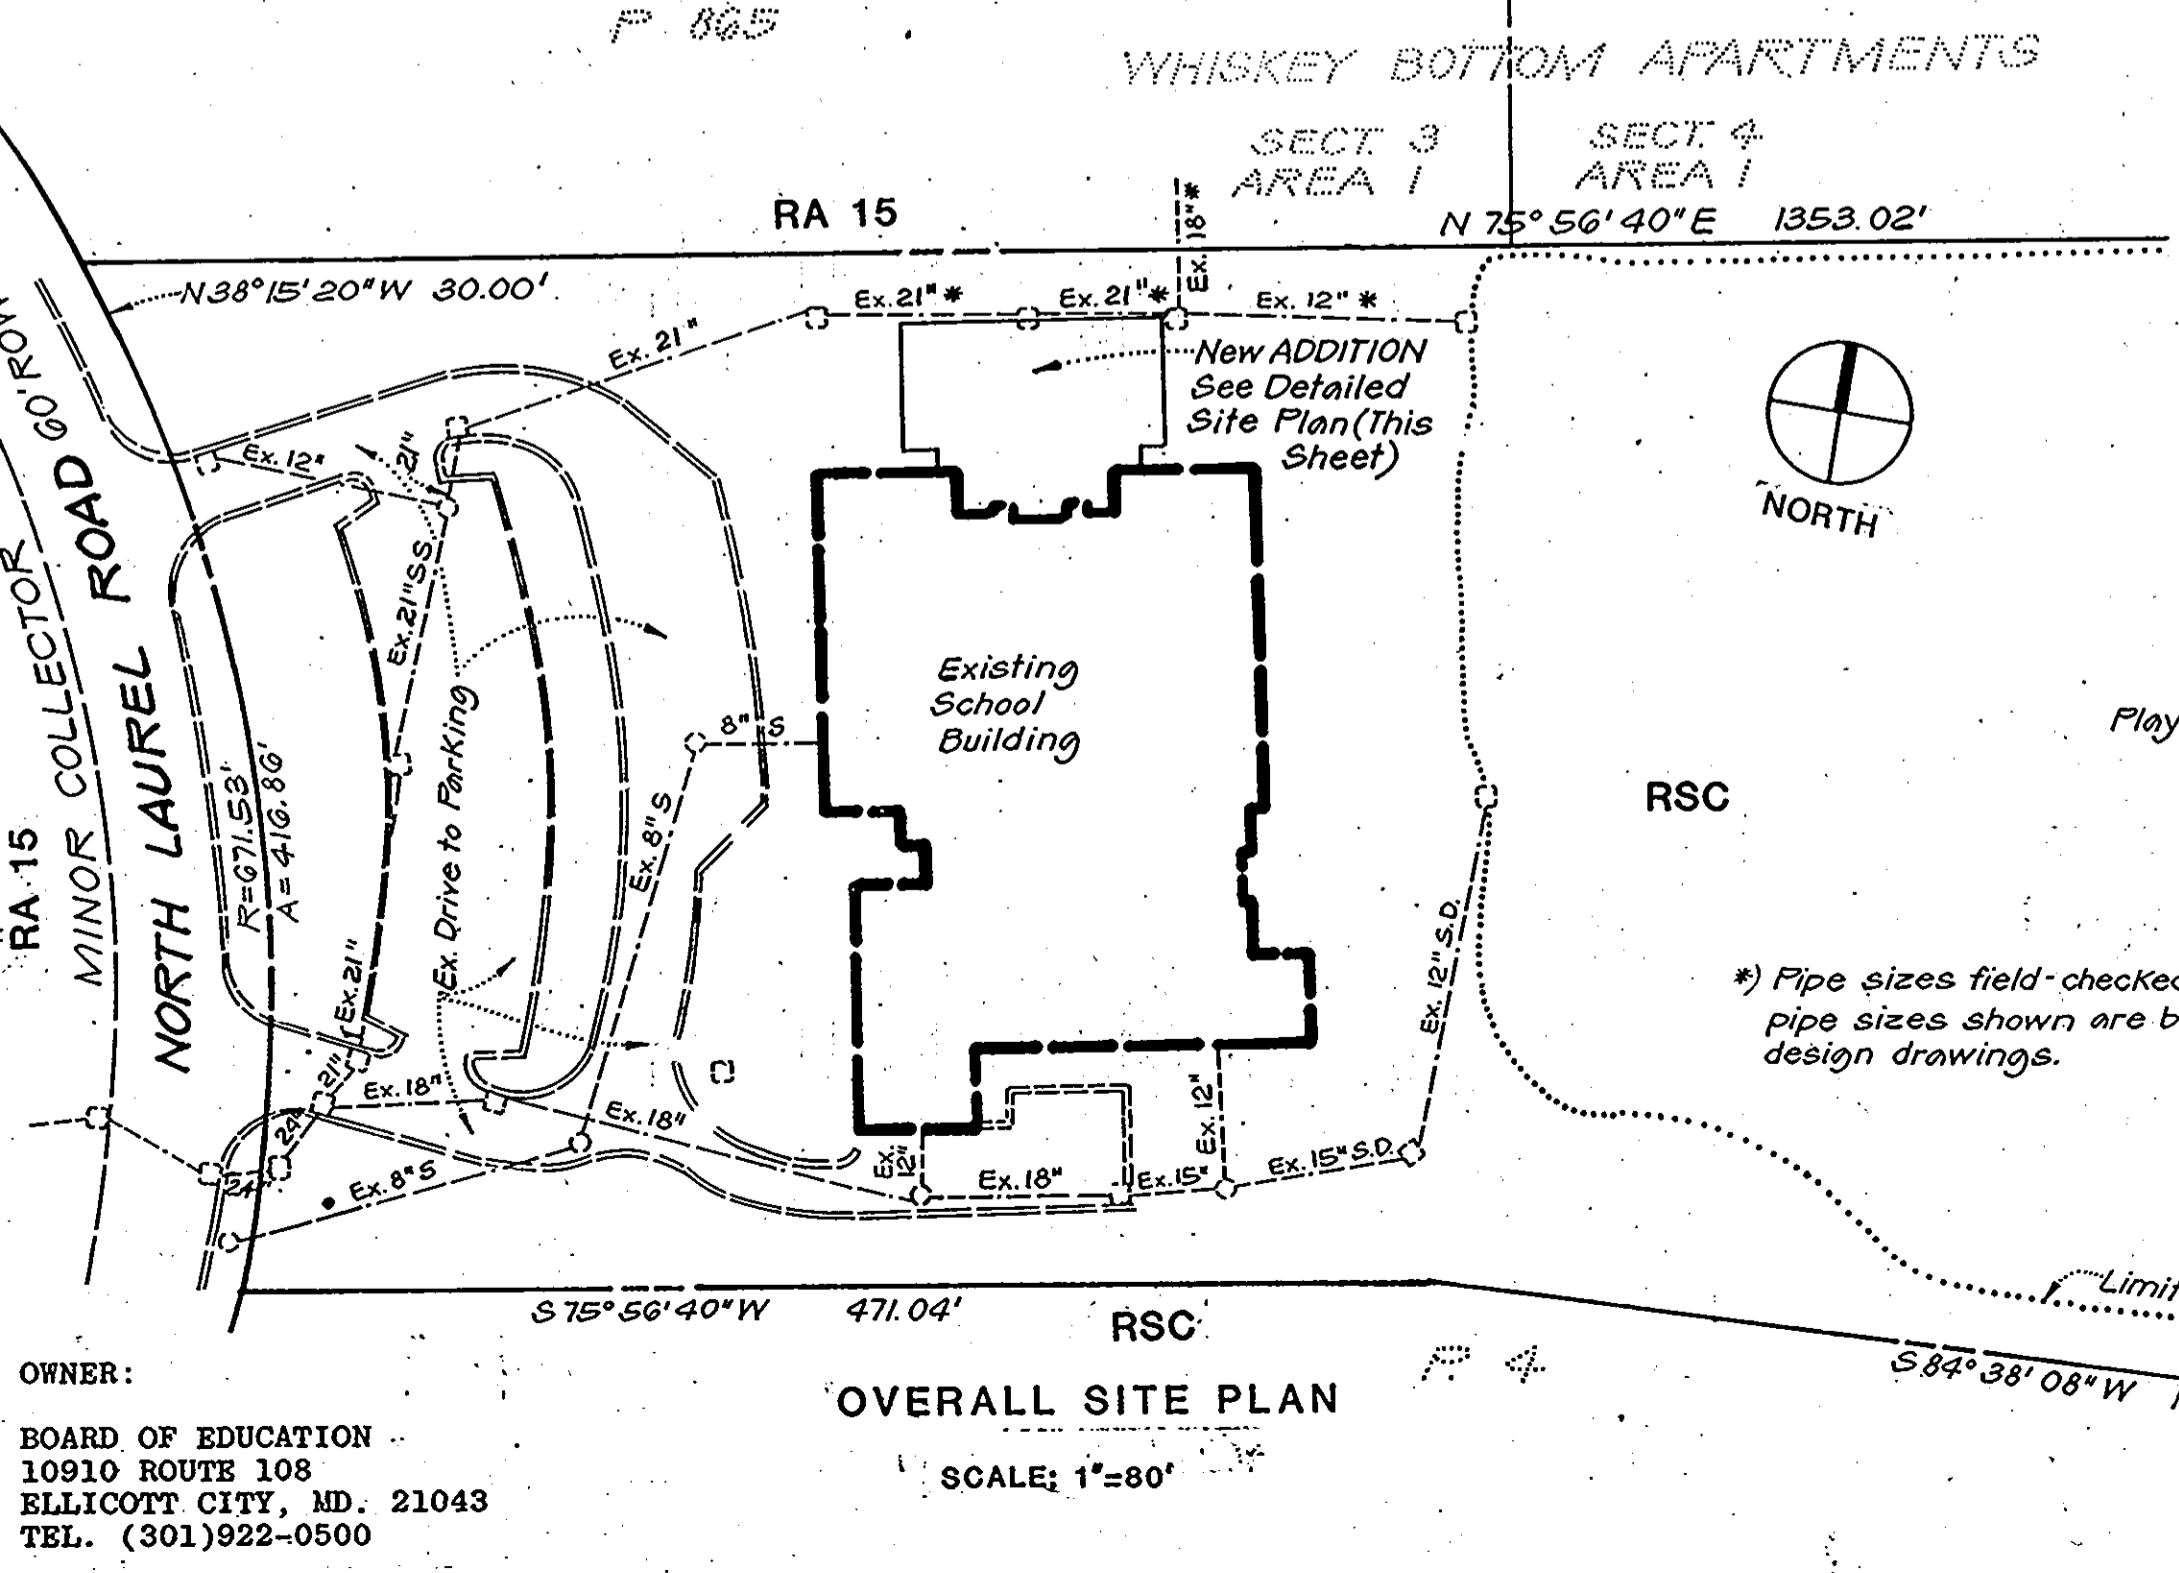 P 865
WHISKEY BOTTOM APARTMENTS
SECT. 3
AREA 1
SECT. 4
AREA 1
RA 15
N 75° 56' 40" E 1353.02'
Ex. 18" *
N38°15'20"W 30.00'
Ex. 21" *
Ex. 21" *
Ex. 12" *
Ex. 21"
New ADDITION
See Detailed
Site Plan (This
Sheet)
NORTH
Ex. 12"
21"
Ex. 21" SS
60' ROW
MINOR COLLECTOR
NORTH LAUREL ROAD
RA 15
R=671.53'
A=416.86'
Ex. Drive to Parking
Existing
School
Building
8" S
Ex. 8" S
Play
RSC
Ex. 12" S.D.
*) Pipe sizes field-checked
pipe sizes shown are b
design drawings.
Ex. 21"
21"
24"
24"
Ex. 18"
Ex. 18"
Ex. 8" S
Ex. 12"
Ex. 18"
Ex. 15"
Ex. 12"
Ex. 15" S.D.
Limit
S 75° 56' 40" W 471.04'
RSC
P 4
S 84° 38' 08" W
OWNER:
BOARD OF EDUCATION
10910 ROUTE 108
ELLICOTT CITY, MD. 21043
TEL. (301)922-0500
OVERALL SITE PLAN
SCALE; 1"=80'